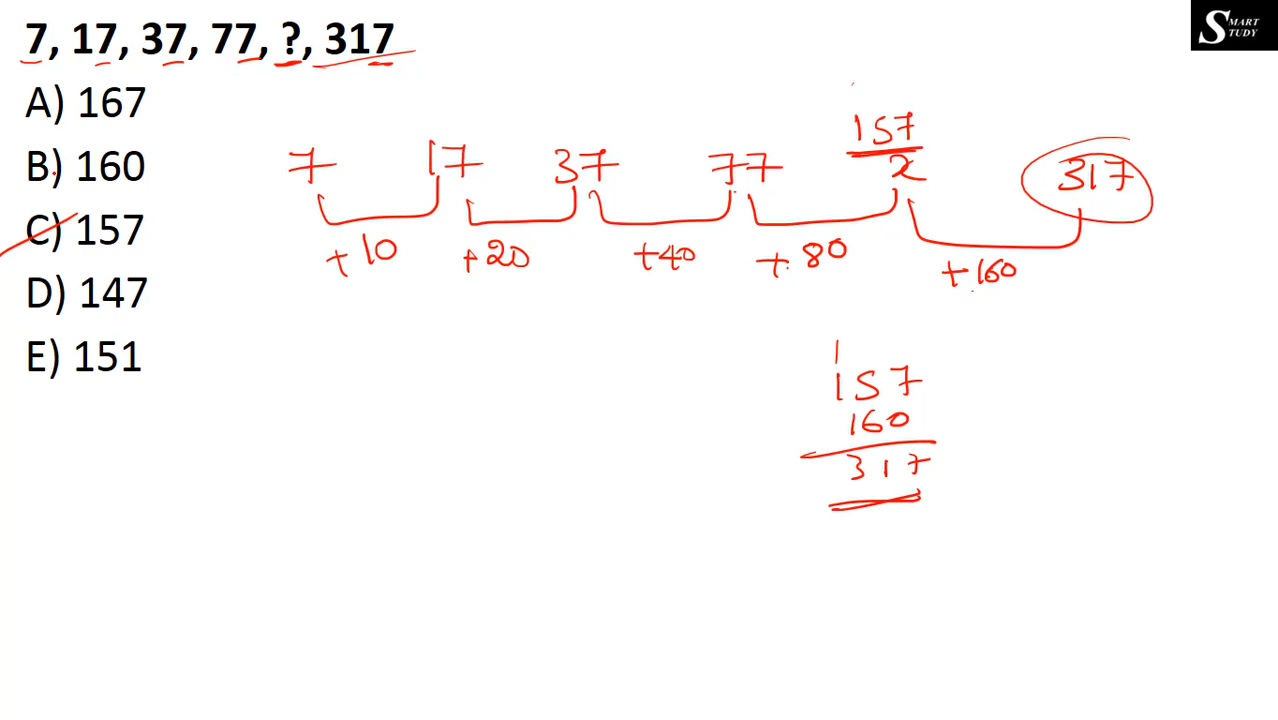 7, 17, 37, 77, ?, 317
SMART STUDY
A) 167
B) 160
C) 157
D) 147
E) 151
157
7 17 37 77 x 317
+10 +20 +40 +80 +160
1
157
160
317